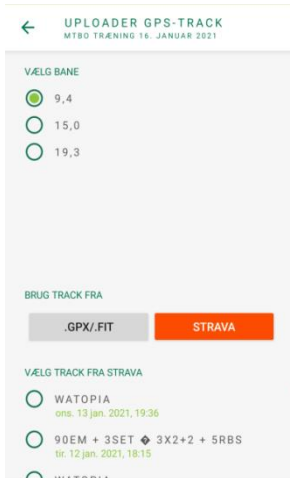 UPLOADER GPS-TRACK
MTBO TRÆNING 16. JANUAR 2021
VÆLG BANE
9,4
15,0
19,3
BRUG TRACK FRA
.GPX/.FIT
STRAVA
VÆLG TRACK FRA STRAVA
WATOPIA
ons. 13 jan. 2021, 19:36
90EM + 3SET � 3X2+2 + 5RBS
tir. 12 jan. 2021, 18:15
WATOPIA